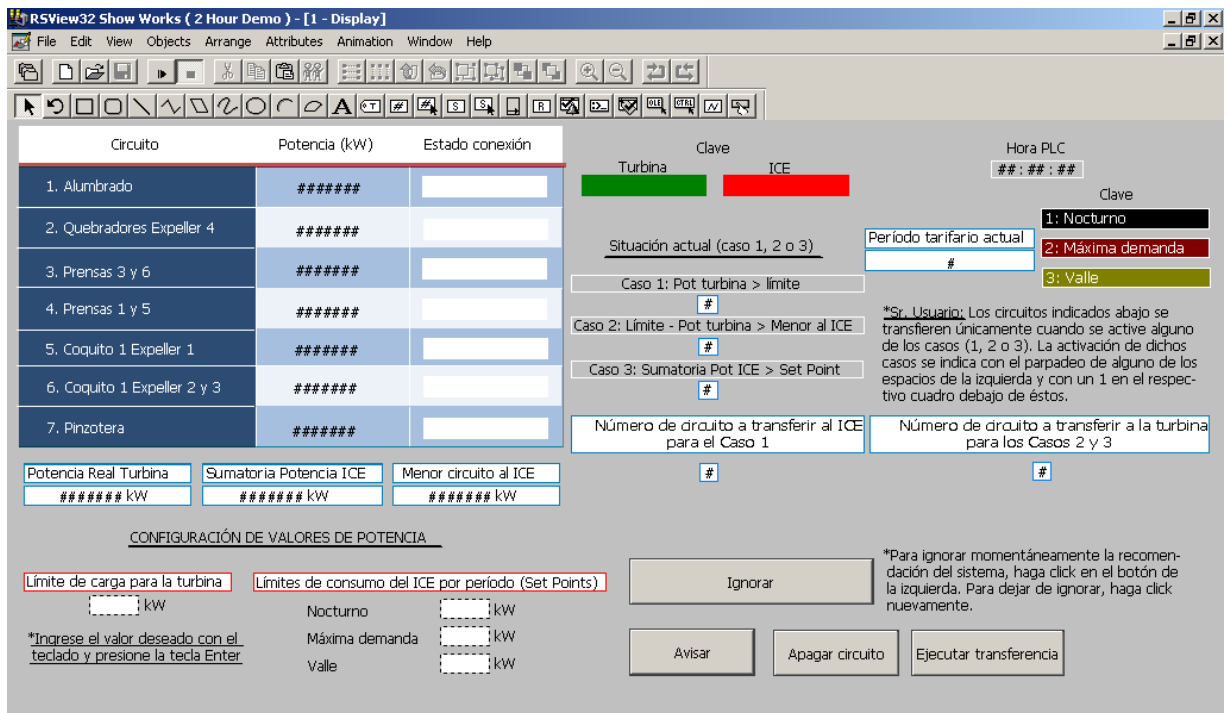 RSView32 Show Works ( 2 Hour Demo ) - [1 - Display]
File Edit View Objects Arrange Attributes Animation Window Help
Circuito Potencia (kW) Estado conexión
1. Alumbrado #######
2. Quebradores Expeller 4 #######
3. Prensas 3 y 6 #######
4. Prensas 1 y 5 #######
5. Coquito 1 Expeller 1 #######
6. Coquito 1 Expeller 2 y 3 #######
7. Pinzotera #######
Potencia Real Turbina
####### kW
Sumatoria Potencia ICE
####### kW
Menor circuito al ICE
####### kW
Clave
Turbina ICE
Situación actual (caso 1, 2 o 3)
Caso 1: Pot turbina > límite
#
Caso 2: Límite - Pot turbina > Menor al ICE
#
Caso 3: Sumatoria Pot ICE > Set Point
#
Número de circuito a transferir al ICE
para el Caso 1
#
Hora PLC
## : ## : ##
Clave
1: Nocturno
2: Máxima demanda
3: Valle
Período tarifario actual
#
*Sr. Usuario: Los circuitos indicados abajo se
transfieren únicamente cuando se active alguno
de los casos (1, 2 o 3). La activación de dichos
casos se indica con el parpadeo de alguno de los
espacios de la izquierda y con un 1 en el respec-
tivo cuadro debajo de éstos.
Número de circuito a transferir a la turbina
para los Casos 2 y 3
#
CONFIGURACIÓN DE VALORES DE POTENCIA
Límite de carga para la turbina
kW
*Ingrese el valor deseado con el
teclado y presione la tecla Enter
Límites de consumo del ICE por período (Set Points)
Nocturno kW
Máxima demanda kW
Valle kW
Ignorar
*Para ignorar momentáneamente la recomen-
dación del sistema, haga click en el botón de
la izquierda. Para dejar de ignorar, haga click
nuevamente.
Avisar
Apagar circuito
Ejecutar transferencia